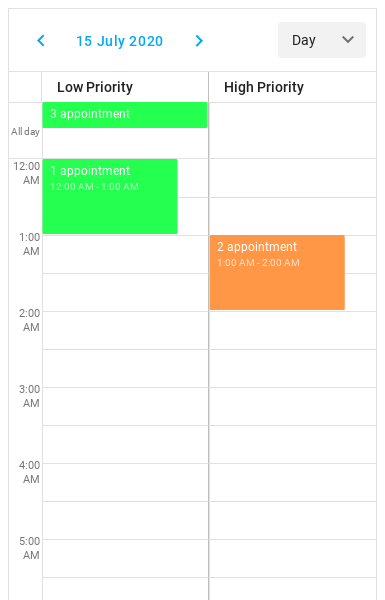 15 July 2020
Day
Low Priority
High Priority
3 appointment
All day
12:00
AM
1 appointment
12:00 AM - 1:00 AM
1:00
AM
2 appointment
1:00 AM - 2:00 AM
2:00
AM
3:00
AM
4:00
AM
5:00
AM